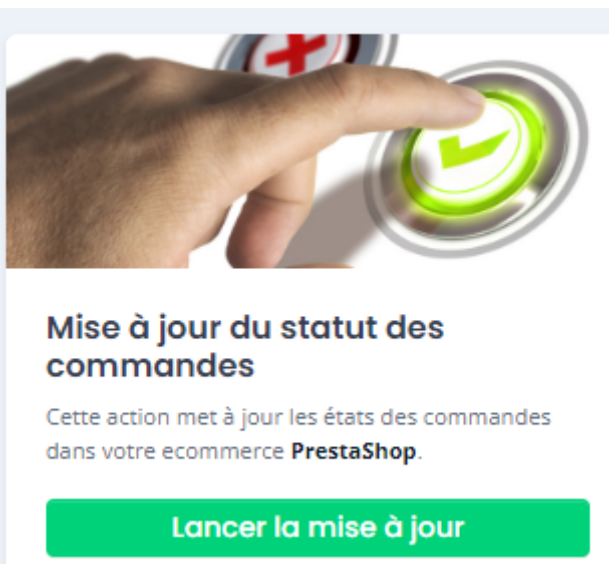 Mise à jour du statut des
commandes
Cette action met à jour les états des commandes
dans votre ecommerce PrestaShop.
Lancer la mise à jour